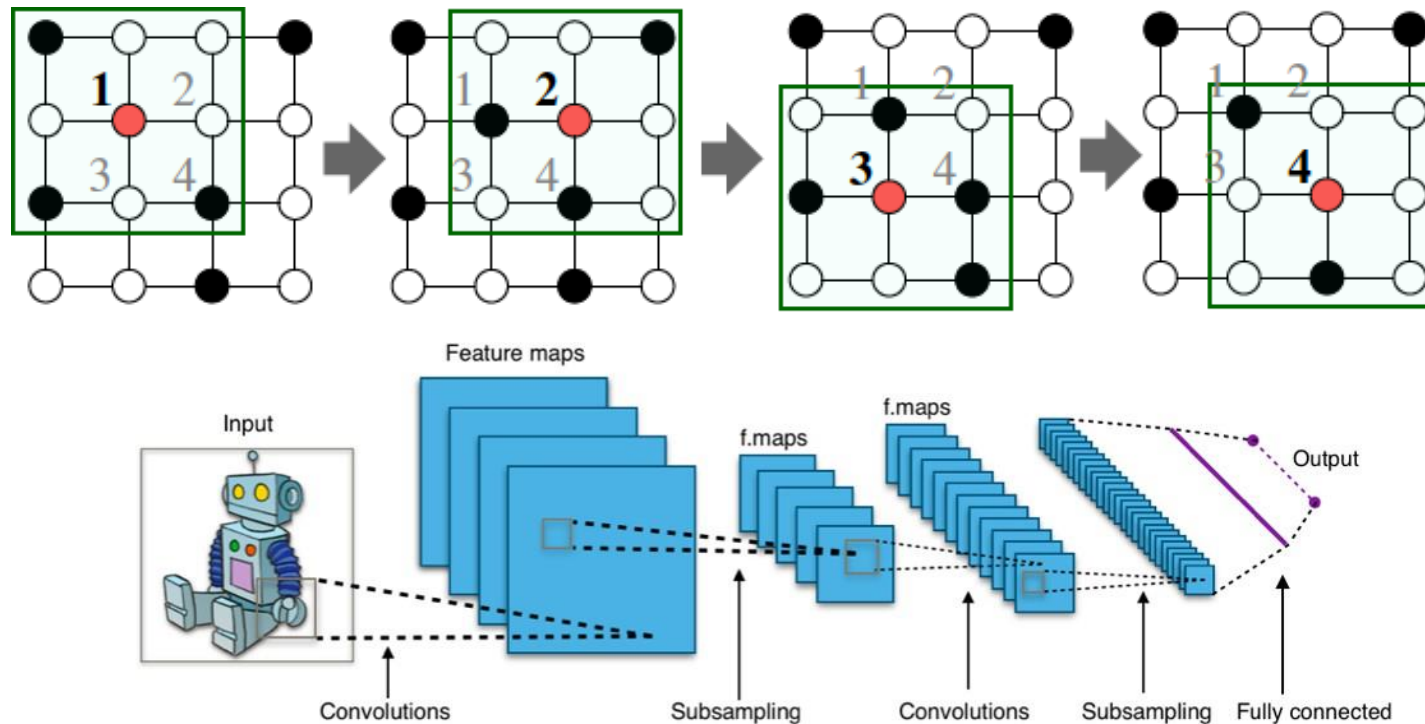 1 2
3 4
1 2
3 4
1 2
3 4
1 2
3 4
Feature maps
Input
f.maps
f.maps
Output
Convolutions
Subsampling
Convolutions
Subsampling
Fully connected